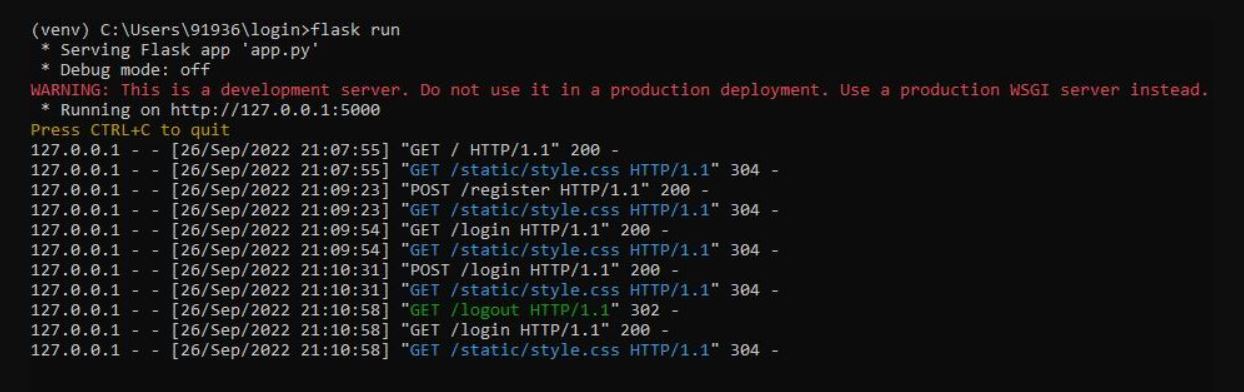 (venv) C:\Users\91936\login>flask run
 * Serving Flask app 'app.py'
 * Debug mode: off
WARNING: This is a development server. Do not use it in a production deployment. Use a production WSGI server instead.
 * Running on http://127.0.0.1:5000
Press CTRL+C to quit
127.0.0.1 - - [26/Sep/2022 21:07:55] "GET / HTTP/1.1" 200 -
127.0.0.1 - - [26/Sep/2022 21:07:55] "GET /static/style.css HTTP/1.1" 304 -
127.0.0.1 - - [26/Sep/2022 21:09:23] "POST /register HTTP/1.1" 200 -
127.0.0.1 - - [26/Sep/2022 21:09:23] "GET /static/style.css HTTP/1.1" 304 -
127.0.0.1 - - [26/Sep/2022 21:09:54] "GET /login HTTP/1.1" 200 -
127.0.0.1 - - [26/Sep/2022 21:09:54] "GET /static/style.css HTTP/1.1" 304 -
127.0.0.1 - - [26/Sep/2022 21:10:31] "POST /login HTTP/1.1" 200 -
127.0.0.1 - - [26/Sep/2022 21:10:31] "GET /static/style.css HTTP/1.1" 304 -
127.0.0.1 - - [26/Sep/2022 21:10:58] "GET /logout HTTP/1.1" 302 -
127.0.0.1 - - [26/Sep/2022 21:10:58] "GET /login HTTP/1.1" 200 -
127.0.0.1 - - [26/Sep/2022 21:10:58] "GET /static/style.css HTTP/1.1" 304 -